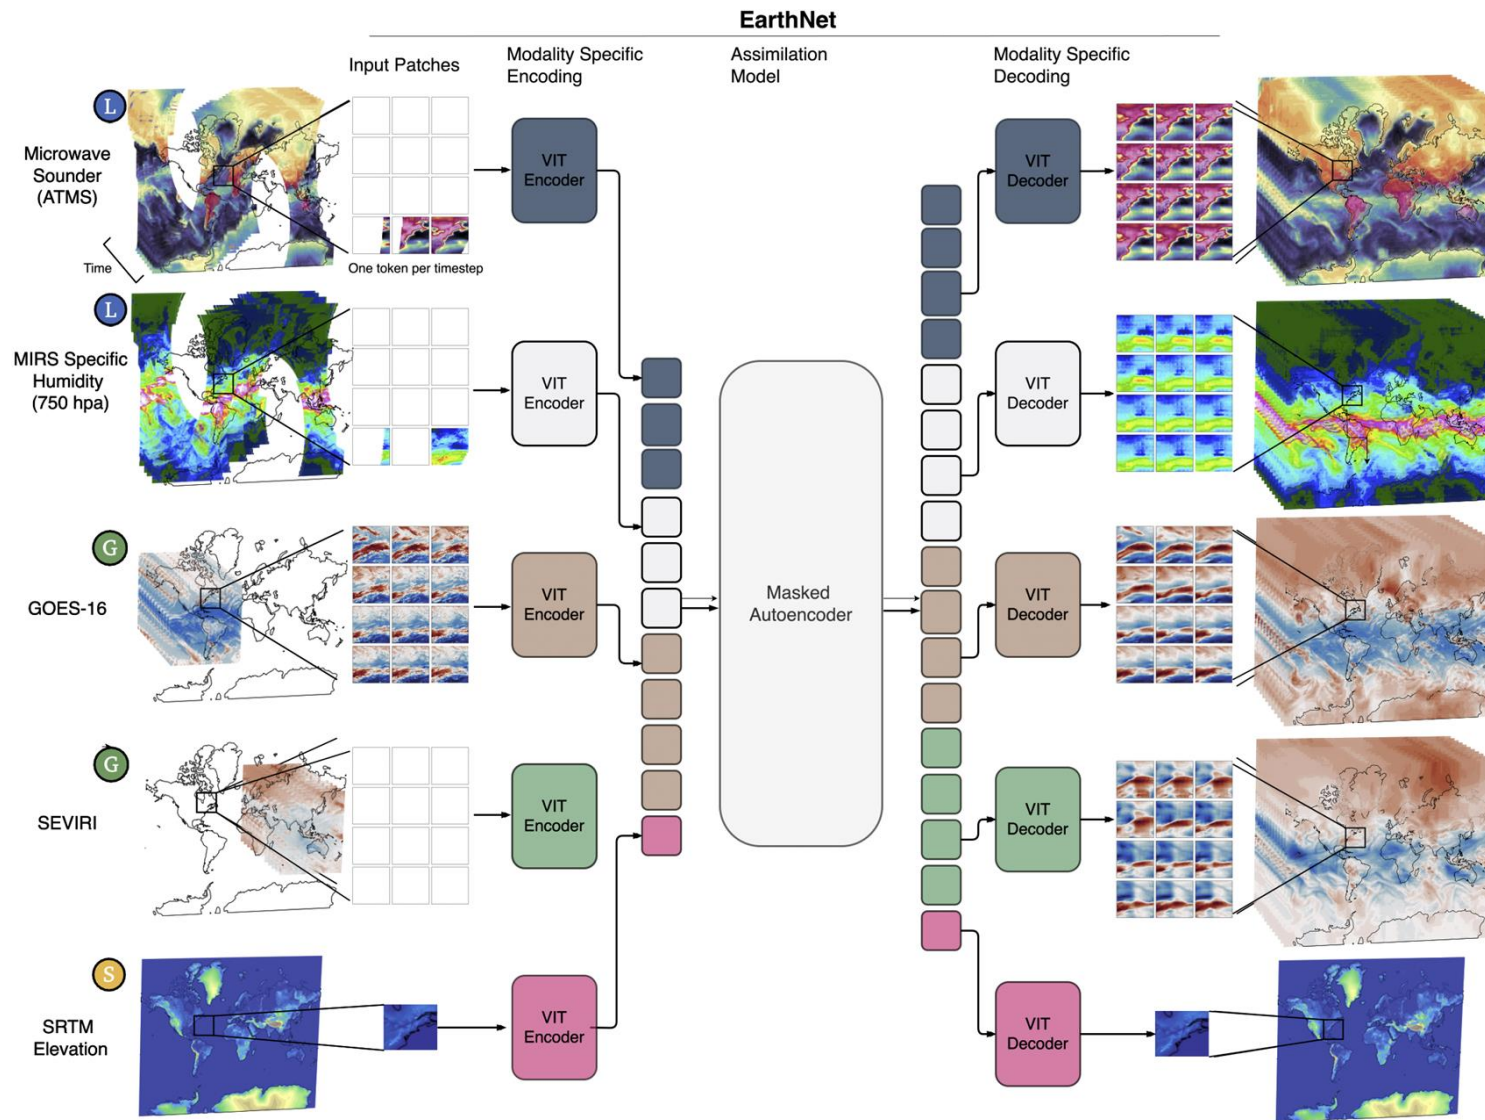 EarthNet
Input Patches
Modality Specific
Encoding
Assimilation
Model
Modality Specific
Decoding
L
Microwave
Sounder
(ATMS)
Time
One token per timestep
VIT
Encoder
VIT
Decoder
L
MIRS Specific
Humidity
(750 hpa)
VIT
Encoder
VIT
Decoder
G
GOES-16
VIT
Encoder
Masked
Autoencoder
VIT
Decoder
G
SEVIRI
VIT
Encoder
VIT
Decoder
S
SRTM
Elevation
VIT
Encoder
VIT
Decoder